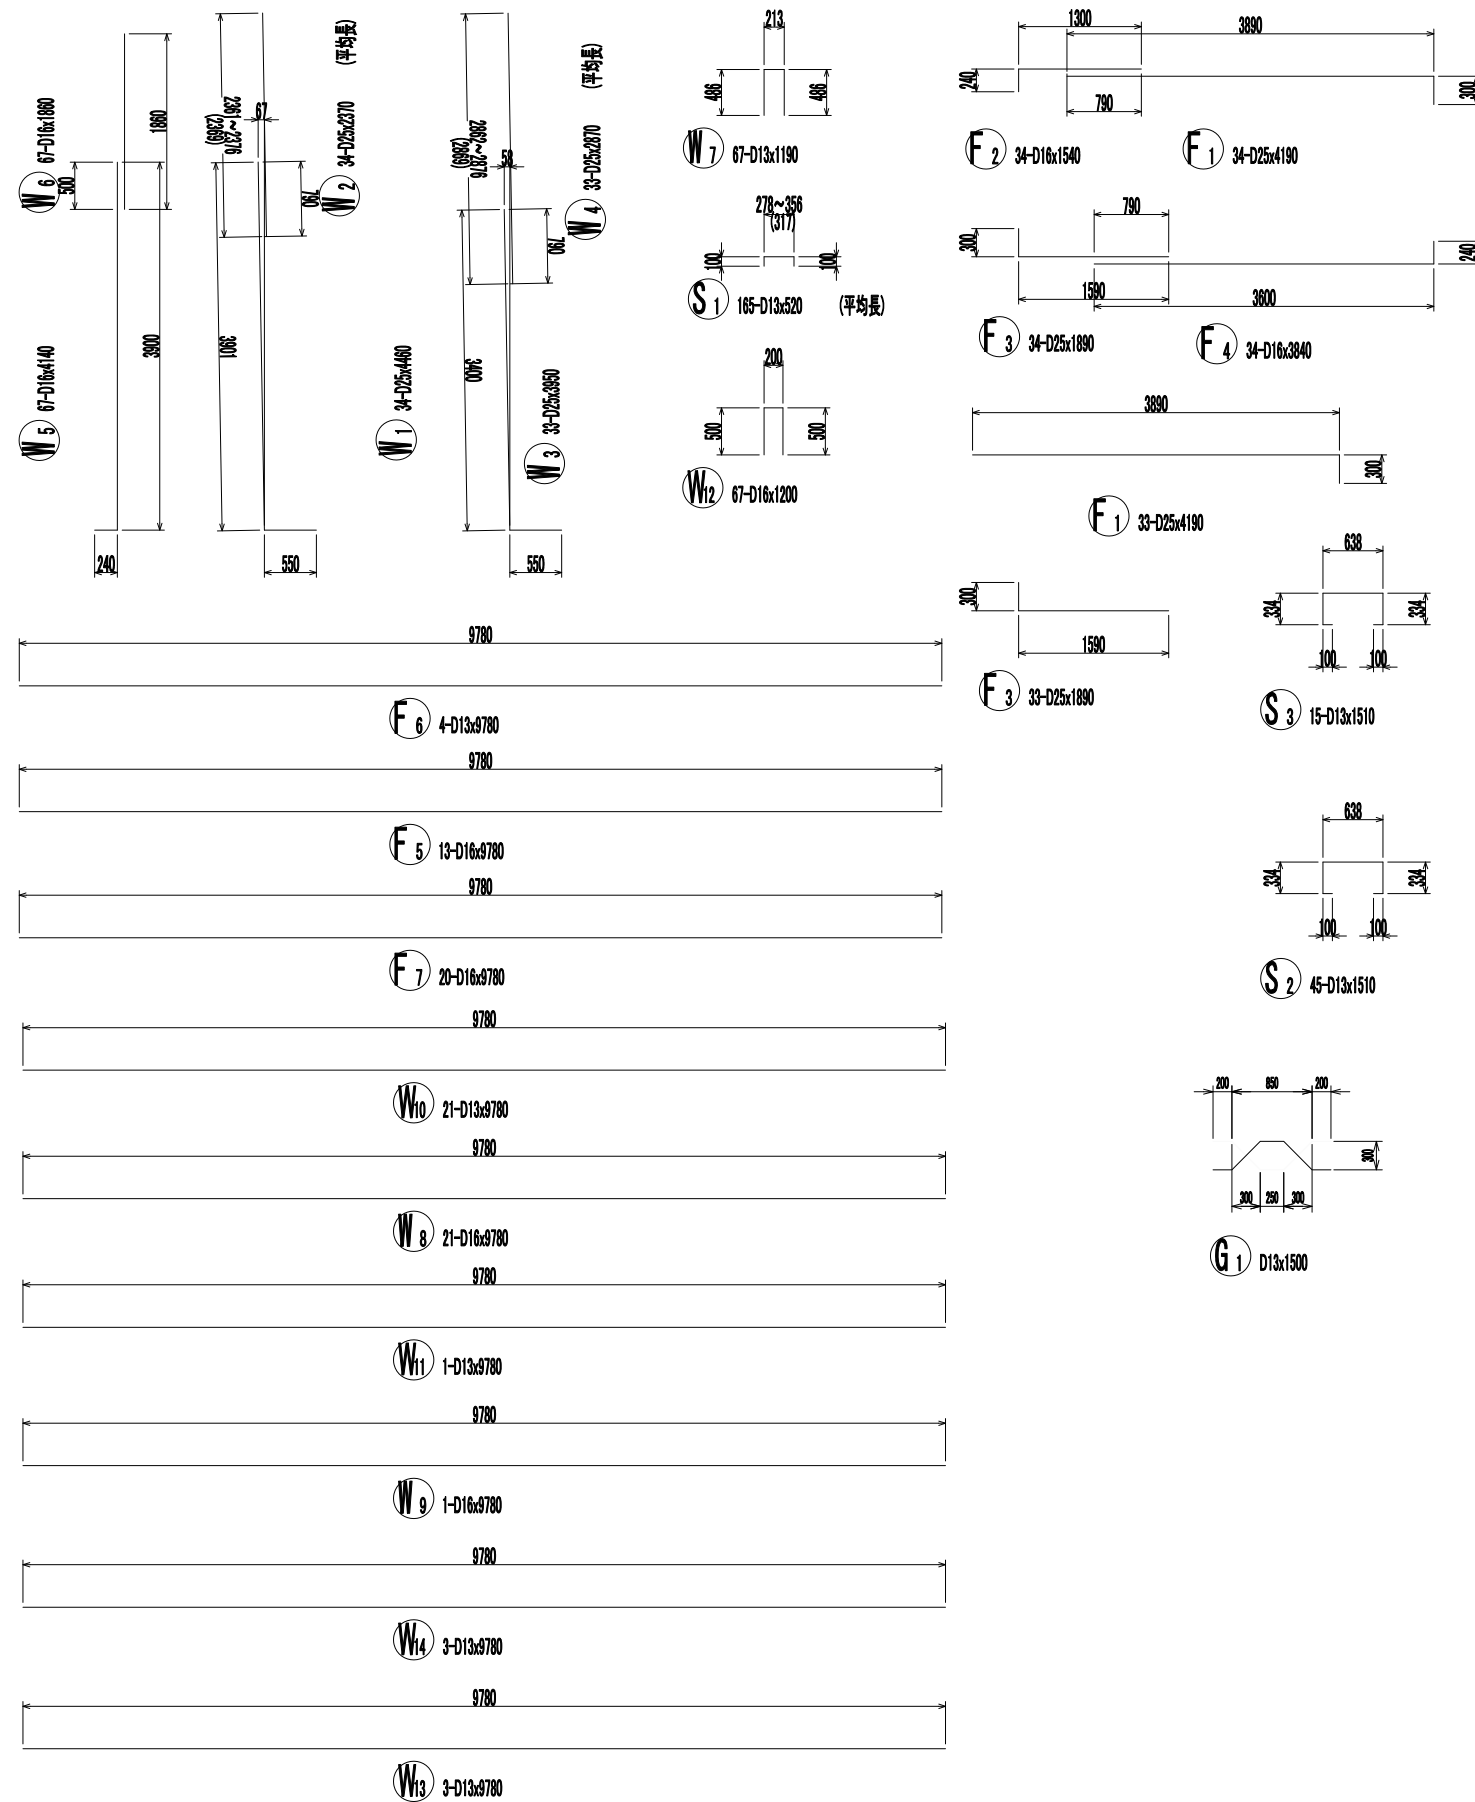 1860
500
W6 67-D16x1860
3900
240
W5 67-D16x4140
2361～2376
(2369)
67
790
W2 34-D25x2370 (平均長)
3901
550
W1 34-D25x4460
2862～2876
(2869)
58
790
W4 33-D25x2870 (平均長)
3400
550
W3 33-D25x3950
213
486
486
W7 67-D13x1190
278～356
(317)
100
100
S1 165-D13x520 (平均長)
200
500
500
W12 67-D16x1200
1300
3890
240
790
300
F2 34-D16x1540
F1 34-D25x4190
790
300
240
1590
3600
F3 34-D25x1890
F4 34-D16x3840
3890
300
F1 33-D25x4190
300
1590
F3 33-D25x1890
638
334
334
100
100
S3 15-D13x1510
638
334
334
100
100
S2 45-D13x1510
200
850
200
300
300
250
300
G1 D13x1500
9780
F6 4-D13x9780
9780
F5 13-D16x9780
9780
F7 20-D16x9780
9780
W10 21-D13x9780
9780
W8 21-D16x9780
9780
W11 1-D13x9780
9780
W9 1-D16x9780
9780
W14 3-D13x9780
9780
W13 3-D13x9780